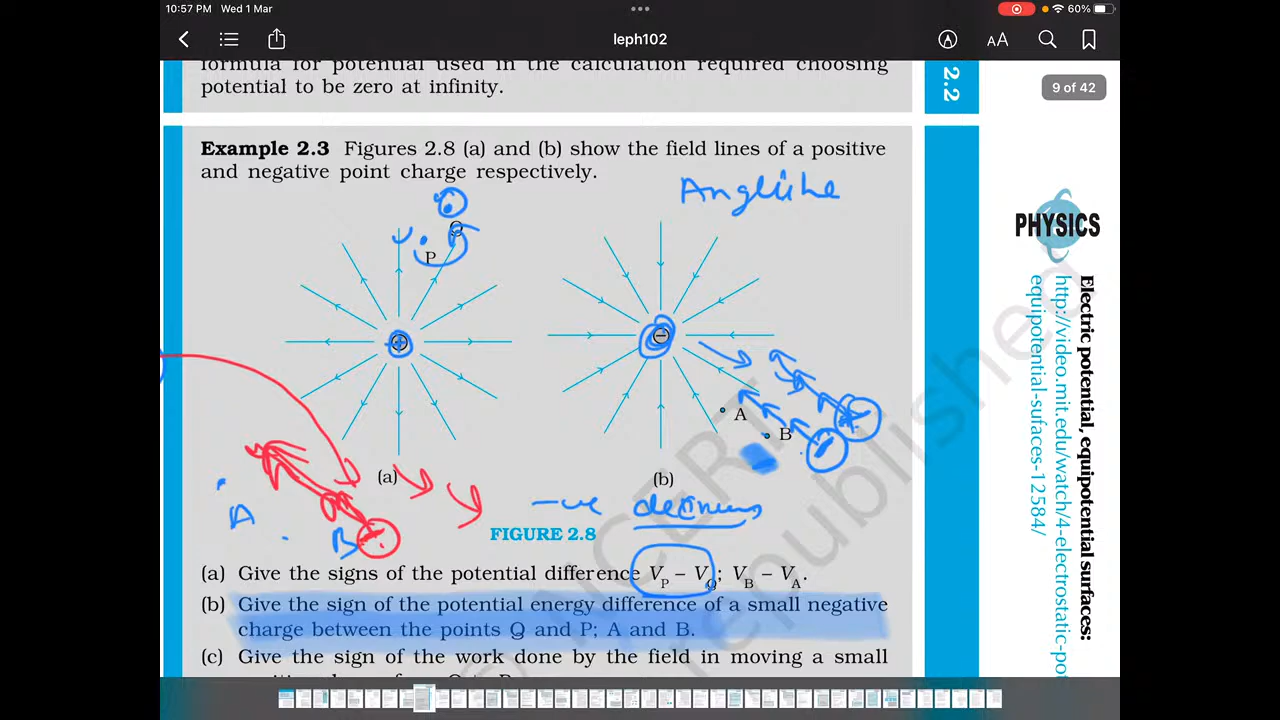 10:57 PM Wed 1 Mar
60%
leph102
AA
9 of 42
formula for potential used in the calculation required choosing
potential to be zero at infinity.
2.2
Example 2.3 Figures 2.8 (a) and (b) show the field lines of a positive
and negative point charge respectively.
Q
P
A
B
(a)
(b)
A
B
-ve
FIGURE 2.8
(a) Give the signs of the potential difference VP – VQ; VB – VA.
(b) Give the sign of the potential energy difference of a small negative
charge between the points Q and P; A and B.
(c) Give the sign of the work done by the field in moving a small
PHYSICS
Electric potential, equipotential surfaces:
http://video.mit.edu/watch/4-electrostatic-pot
equipotential-sufaces-12584/
NCERT
republished